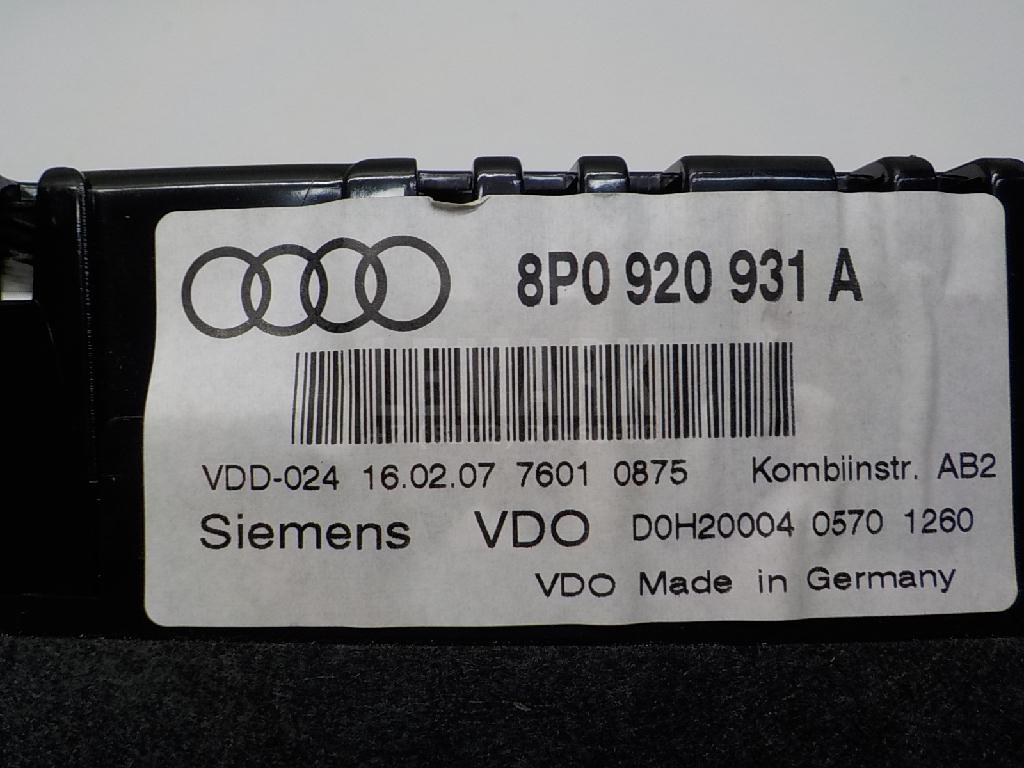 8P0 920 931 A
VDD-024 16.02.07 7601 0875 Kombiinstr. AB2
Siemens VDO D0H20004 0570 1260
VDO Made in Germany